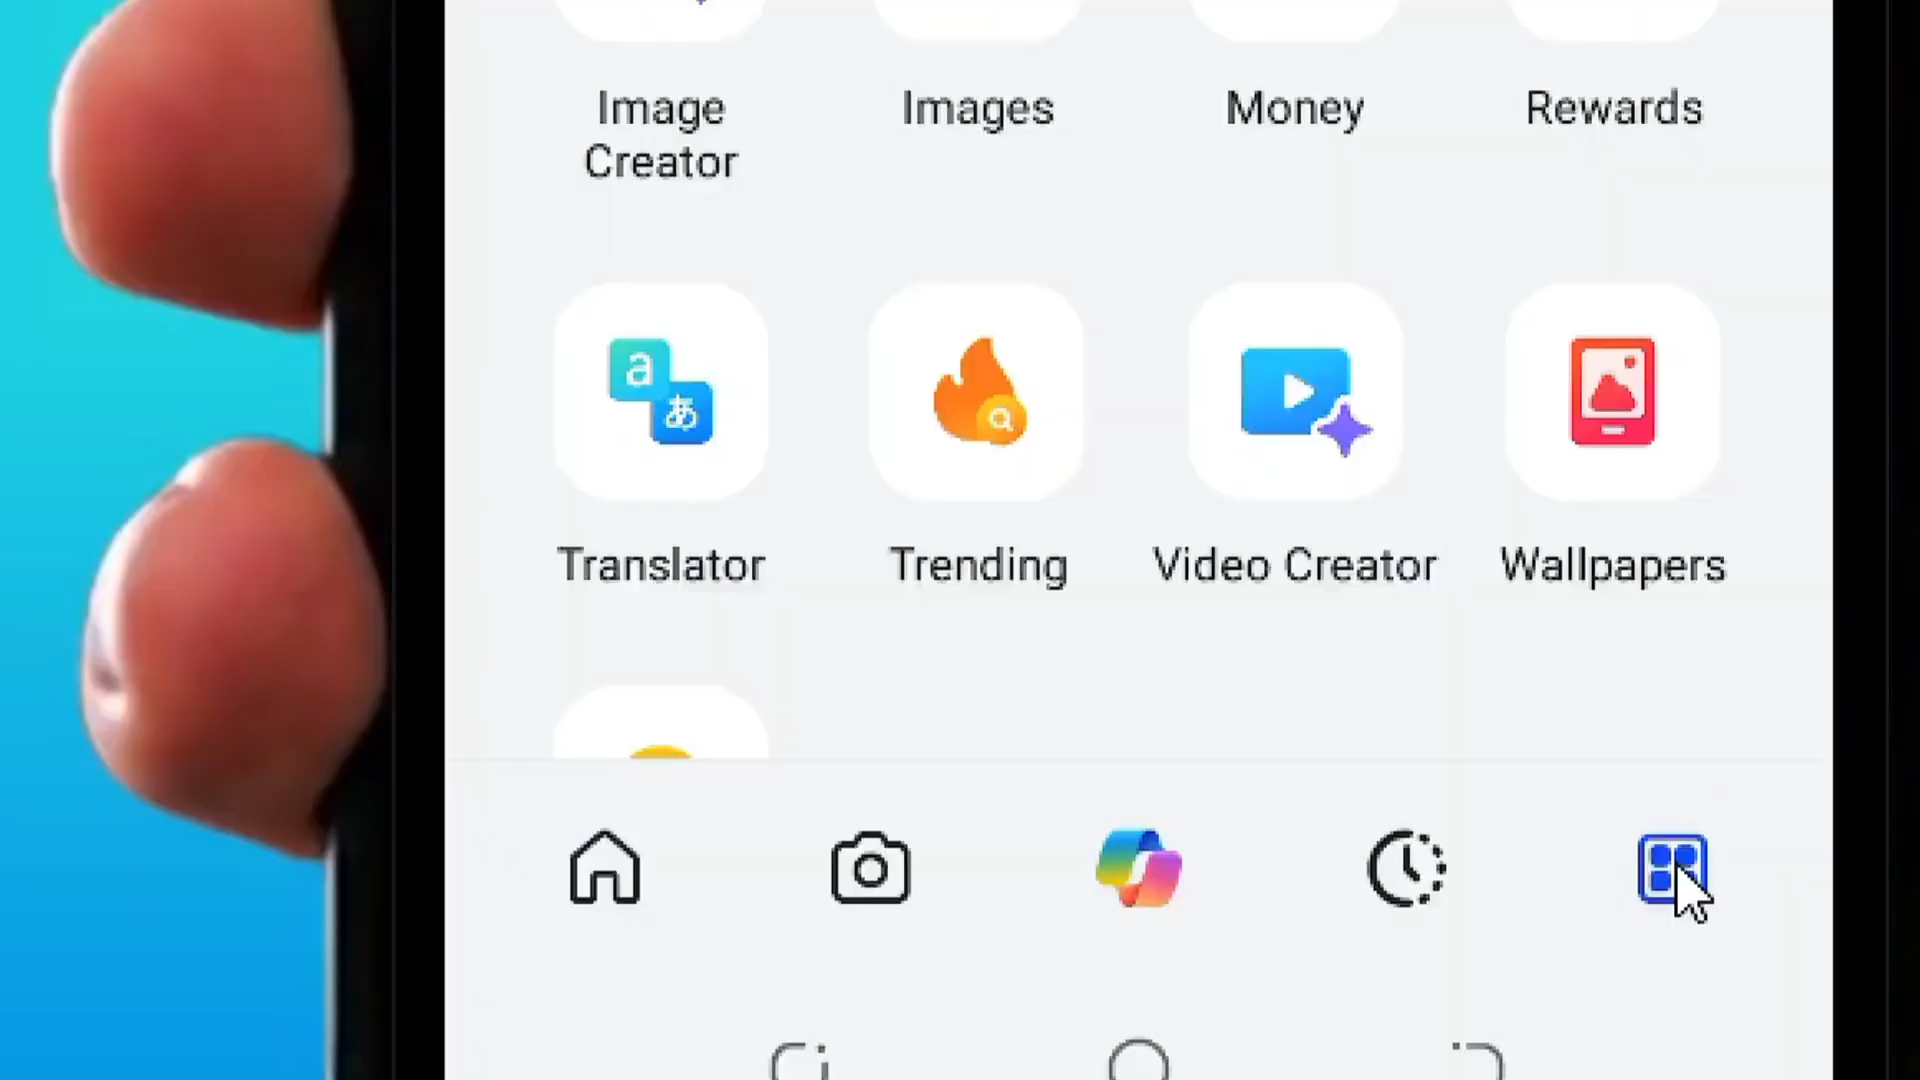 Image Images Money Rewards
Creator
a
あ
Translator Trending Video Creator Wallpapers